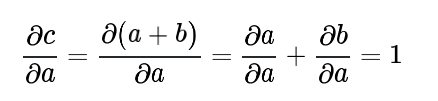 ∂c/∂a = ∂(a + b)/∂a = ∂a/∂a + ∂b/∂a = 1